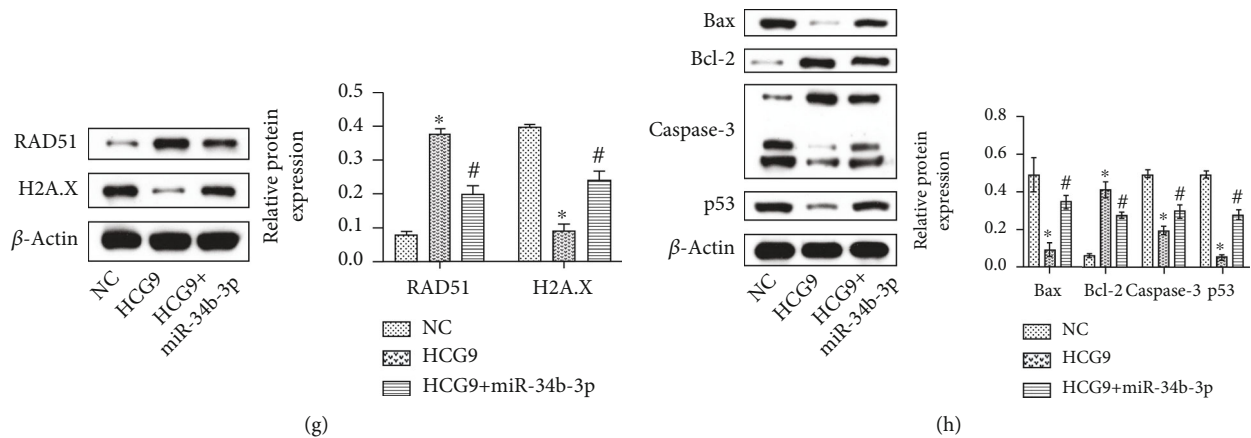 RAD51
H2A.X
β-Actin
NC
HCG9
HCG9+
miR-34b-3p
Relative protein
expression
0.5
0.4
0.3
0.2
0.1
0.0
*
#
*
#
RAD51
H2A.X
NC
HCG9
HCG9+miR-34b-3p
(g)
Bax
Bcl-2
Caspase-3
p53
β-Actin
NC
HCG9
HCG9+
miR-34b-3p
Relative protein
expression
0.8
0.6
0.4
0.2
0.0
*
#
*
#
*
#
*
#
Bax
Bcl-2
Caspase-3
p53
NC
HCG9
HCG9+miR-34b-3p
(h)